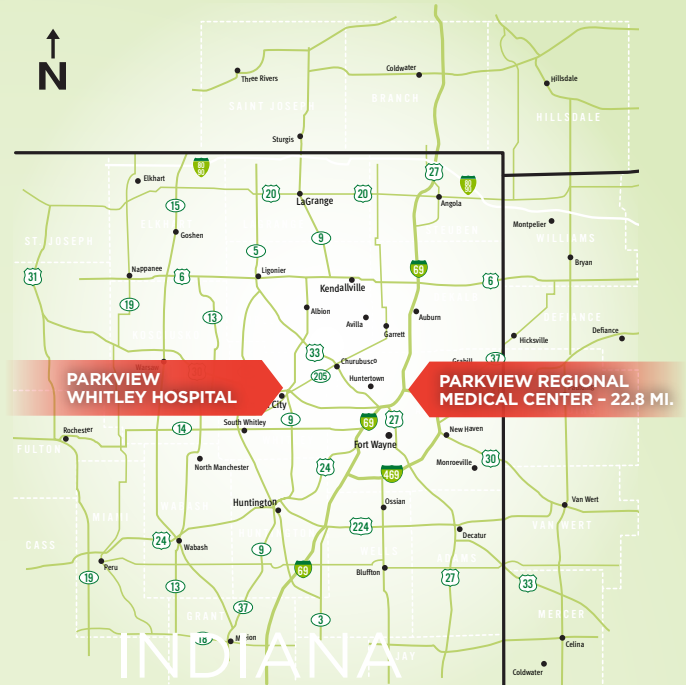 N
Three Rivers
Coldwater
Hillsdale
SAINT JOSEPH
BRANCH
HILLSDALE
Sturgis
80
90
27
80
90
Elkhart
20
20
LaGrange
Angola
15
Goshen
9
Montpelier
WILLIAMS
ST. JOSEPH
5
Bryan
31
Nappanee
6
Ligonier
69
6
Kendallville
19
13
Albion
Avilla
Auburn
Garrett
DEFIANCE
Defiance
Hicksville
33
Churubusco
37
205
Huntertown
PARKVIEW
WHITLEY HOSPITAL
PARKVIEW REGIONAL
MEDICAL CENTER – 22.8 MI.
City
9
69
27
14
South Whitley
New Haven
Rochester
FULTON
Fort Wayne
North Manchester
24
469
Monroeville
30
Huntington
Ossian
Van Wert
MIAMI
224
VAN WERT
CASS
24
Wabash
9
Decatur
ADAMS
Peru
69
Bluffton
19
13
27
33
37
GRANT
3
MERCER
18
Marion
Celina
INDIANA
JAY
Coldwater